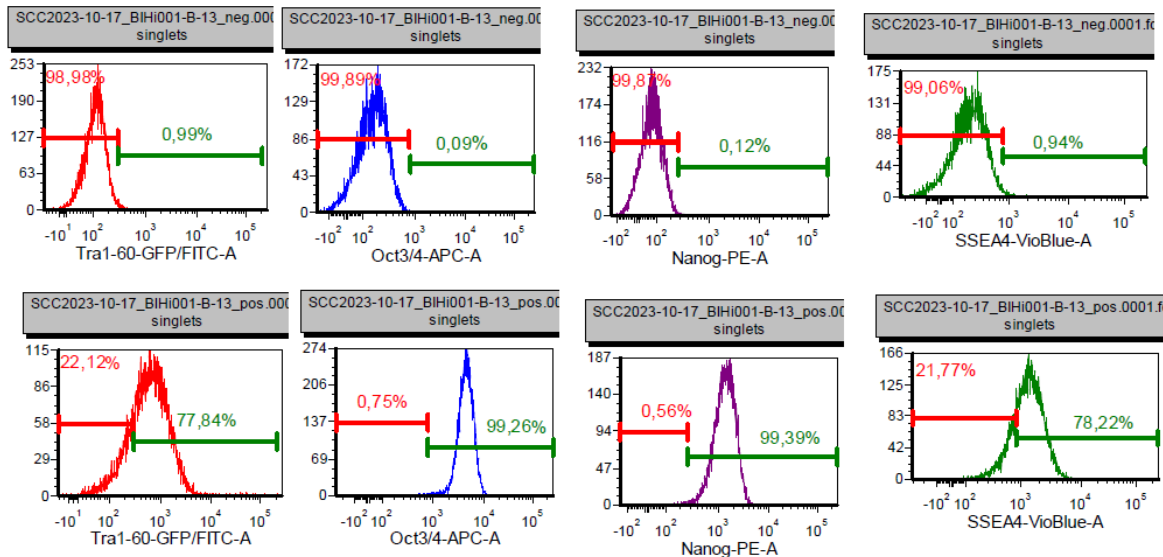 SCC2023-10-17_BIHi001-B-13_neg.00
singlets
253
190
127
63
0
98,98%
0,99%
-10¹ 10² 10³ 10⁴ 10⁵
Tra1-60-GFP/FITC-A
SCC2023-10-17_BIHi001-B-13_neg.00
singlets
172
129
86
43
0
99,89%
0,09%
-10² 10² 10³ 10⁴ 10⁵
Oct3/4-APC-A
SCC2023-10-17_BIHi001-B-13_neg.0001
singlets
232
174
116
58
0
99,87%
0,12%
-10² 10² 10³ 10⁴ 10⁵
Nanog-PE-A
SCC2023-10-17_BIHi001-B-13_neg.0001.fc
singlets
175
131
88
44
0
99,06%
0,94%
-10² 10² 10³ 10⁴ 10⁵
SSEA4-VioBlue-A
SCC2023-10-17_BIHi001-B-13_pos.00
singlets
115
86
58
29
0
22,12%
77,84%
-10¹ 10² 10³ 10⁴ 10⁵
Tra1-60-GFP/FITC-A
SCC2023-10-17_BIHi001-B-13_pos.00
singlets
274
206
137
69
0
0,75%
99,26%
-10² 10² 10³ 10⁴ 10⁵
Oct3/4-APC-A
SCC2023-10-17_BIHi001-B-13_pos.0001
singlets
187
140
94
47
0
0,56%
99,39%
-10² 10² 10³ 10⁴ 10⁵
Nanog-PE-A
SCC2023-10-17_BIHi001-B-13_pos.0001.f
singlets
166
125
83
42
0
21,77%
78,22%
-10² 10² 10³ 10⁴ 10⁵
SSEA4-VioBlue-A